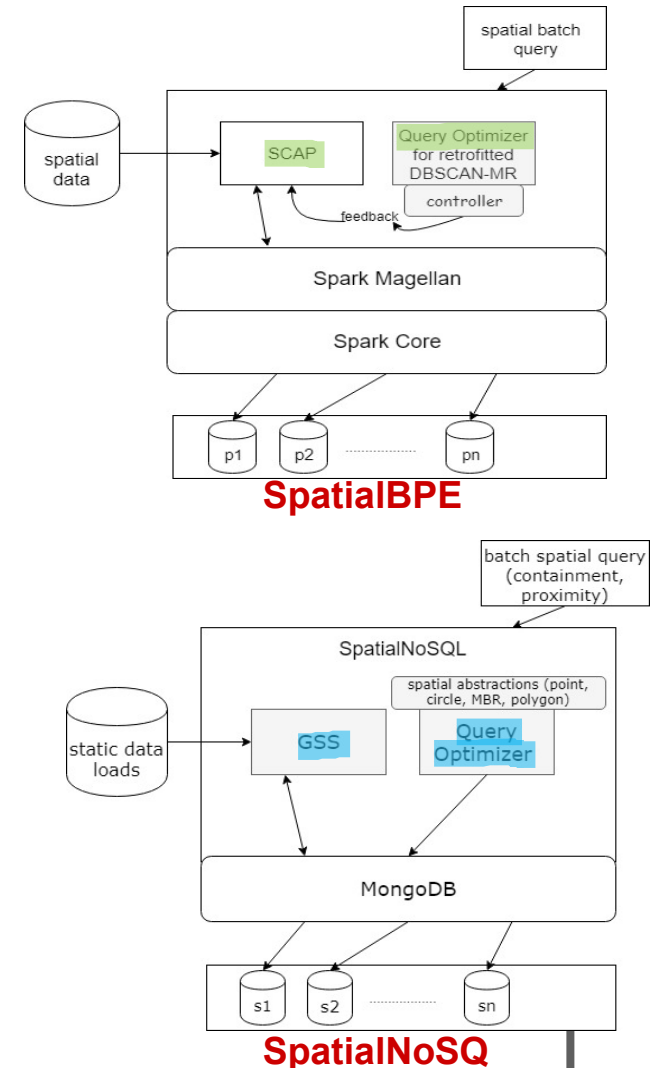 spatial batch
query
spatial
data
SCAP
Query Optimizer
for retrofitted
DBSCAN-MR
controller
feedback
Spark Magellan
Spark Core
p1
p2
pn
SpatialBPE
batch spatial query
(containment,
proximity)
SpatialNoSQL
spatial abstractions (point,
circle, MBR, polygon)
static data
loads
GSS
Query
Optimizer
MongoDB
s1
s2
sn
SpatialNoSQ